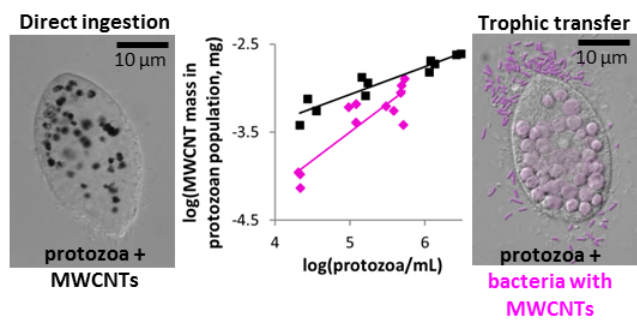 Direct ingestion
10 µm
protozoa +
MWCNTs
log(MWCNT mass in
protozoan population, mg)
-2.5
-3.5
-4.5
4
5
6
log(protozoa/mL)
Trophic transfer
10 µm
protozoa +
bacteria with
MWCNTs